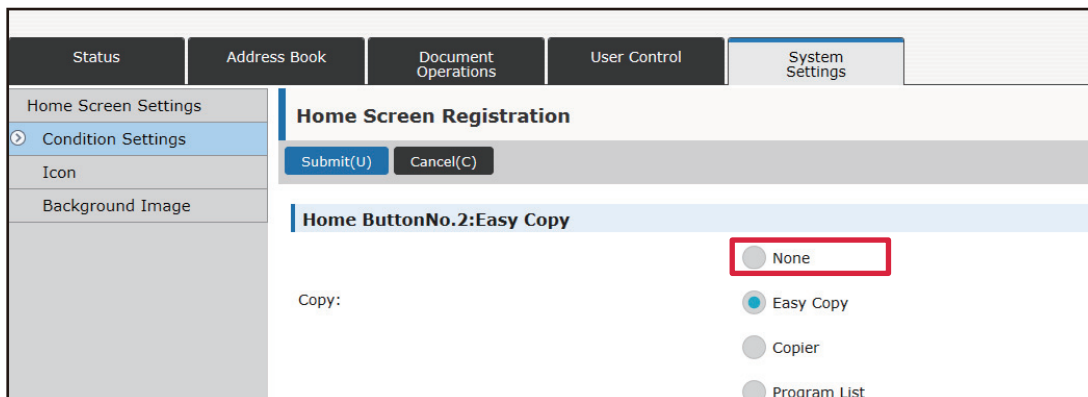 Status
Address Book
Document
Operations
User Control
System
Settings
Home Screen Settings
Condition Settings
Icon
Background Image
Home Screen Registration
Submit(U)
Cancel(C)
Home ButtonNo.2:Easy Copy
None
Copy:
Easy Copy
Copier
Program List